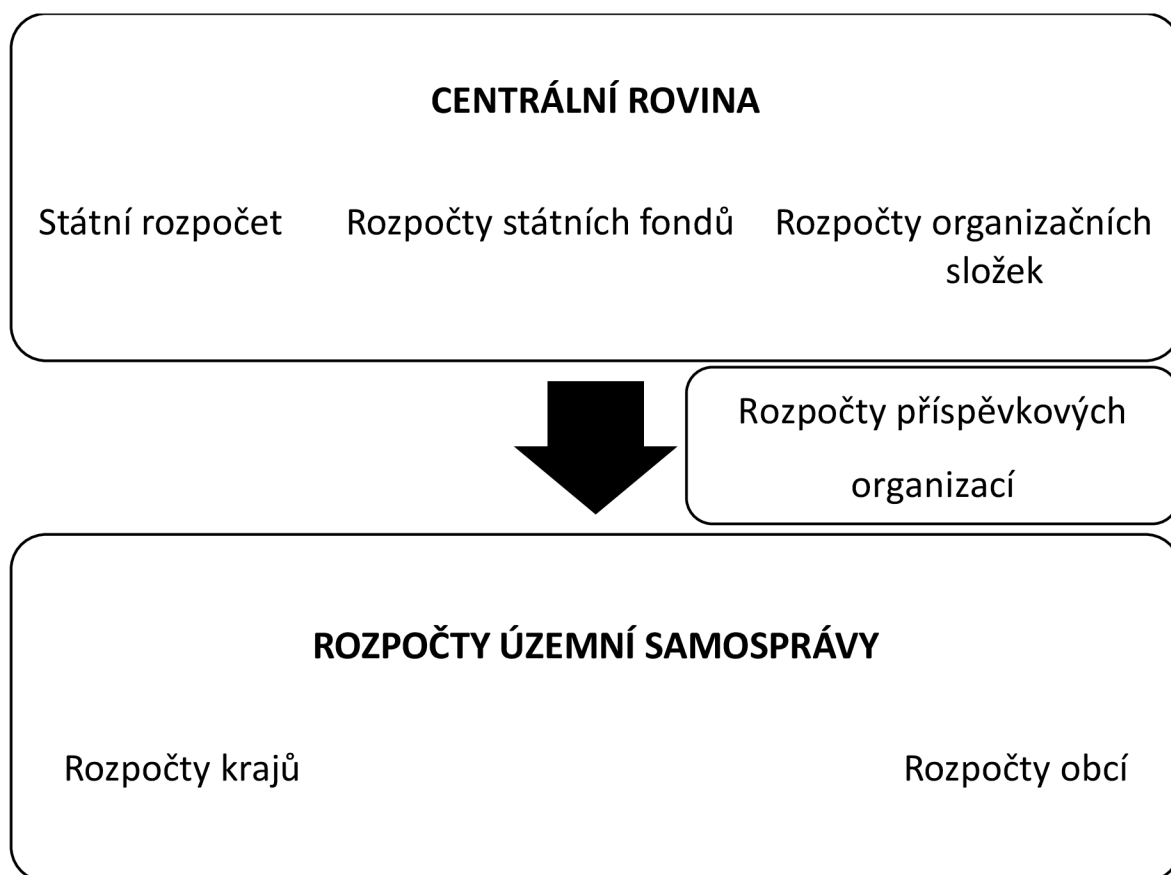 CENTRÁLNÍ ROVINA
Státní rozpočet
Rozpočty státních fondů
Rozpočty organizačních
složek
Rozpočty příspěvkových
organizací
ROZPOČTY ÚZEMNÍ SAMOSPRÁVY
Rozpočty krajů
Rozpočty obcí